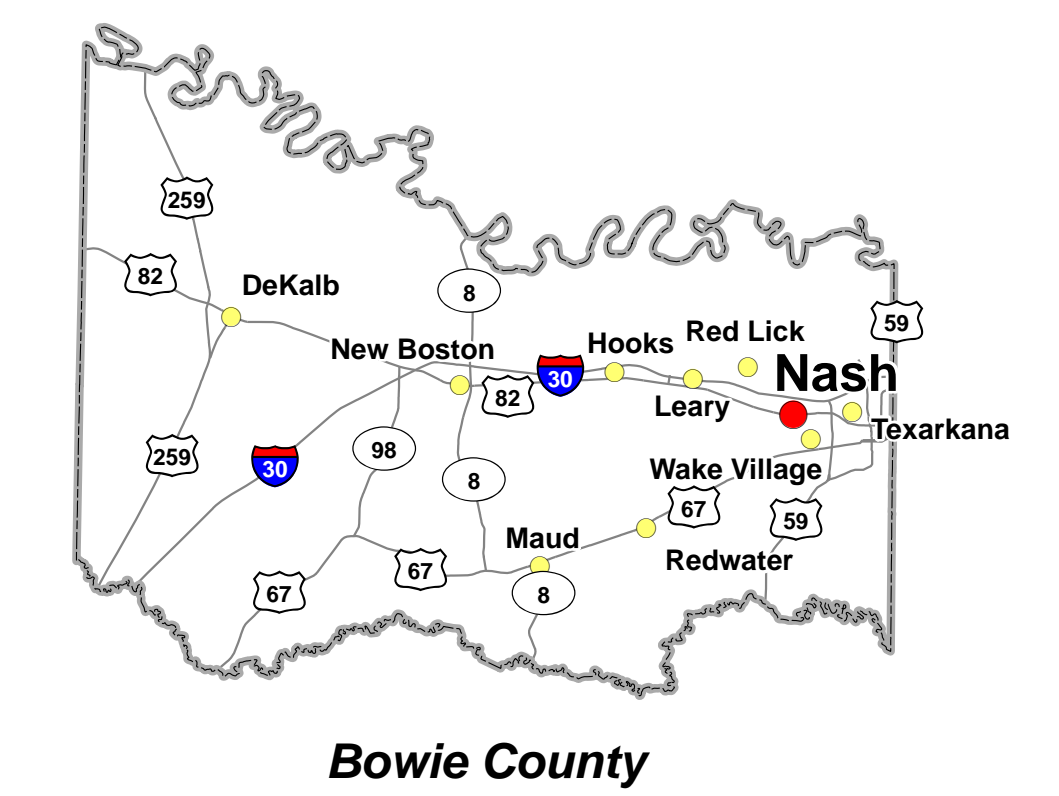 259
82
DeKalb
8
59
Red Lick
Hooks
New Boston
Nash
30
82
Leary
Texarkana
98
259
30
8
Wake Village
67
59
Maud
Redwater
67
67
8
Bowie County